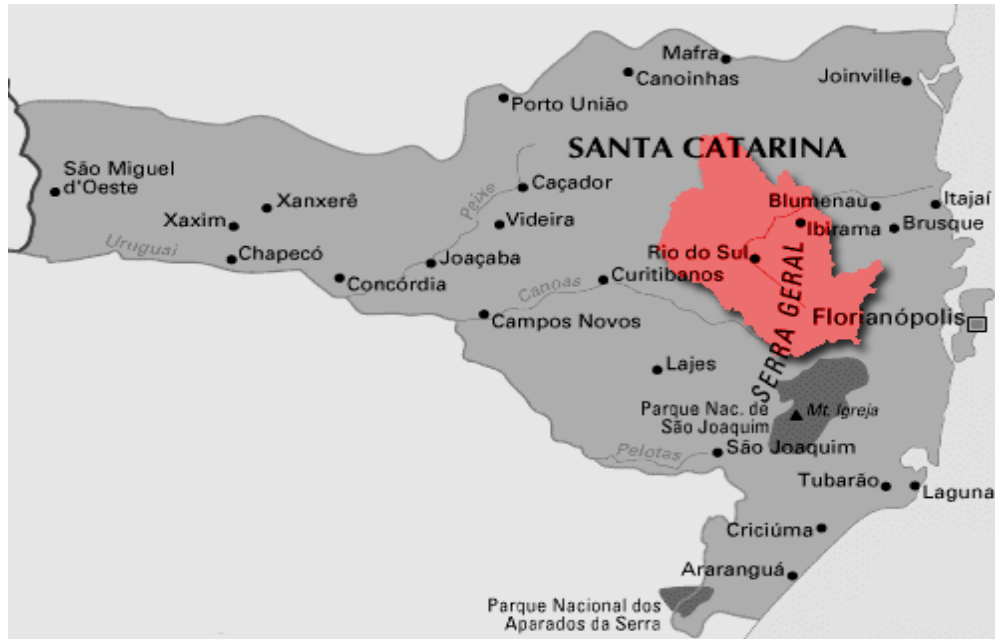 Mafra
Canoinhas
Joinville
Porto União
SANTA CATARINA
São Miguel
d'Oeste
Caçador
Peixe
Xanxerê
Blumenau
Itajaí
Xaxim
Videira
Ibirama
Brusque
Uruguai
Chapecó
Joaçaba
Rio do Sul
Concórdia
Curitibanos
Canoas
Campos Novos
SERRA GERAL
Florianópolis
Lajes
Parque Nac. de
São Joaquim
Mt. Igreja
Pelotas
São Joaquim
Tubarão
Laguna
Criciúma
Araranguá
Parque Nacional dos
Aparados da Serra